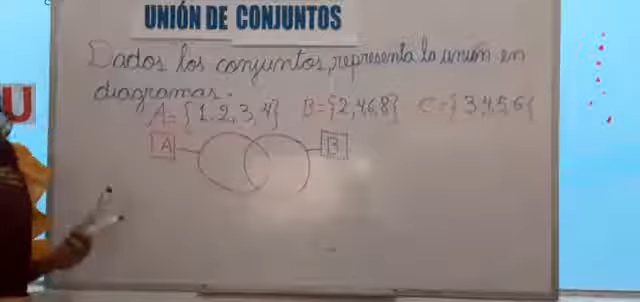 UNIÓN DE CONJUNTOS
Dados los conjuntos, representa la unión en
diagramas.
U
A={1,2,3,4} B={2,4,6,8} C={3,4,5,6}
A
B